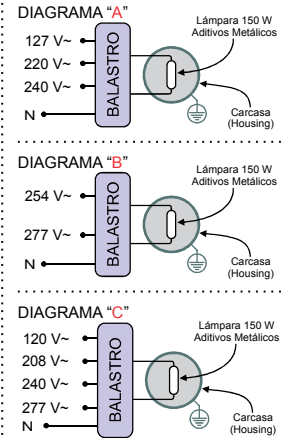 DIAGRAMA “A”
Lámpara 150 W
Aditivos Metálicos
127 V~
220 V~
240 V~
N
BALASTRO
Carcasa
(Housing)
DIAGRAMA “B”
Lámpara 150 W
Aditivos Metálicos
254 V~
277 V~
N
BALASTRO
Carcasa
(Housing)
DIAGRAMA “C”
Lámpara 150 W
Aditivos Metálicos
120 V~
208 V~
240 V~
277 V~
N
BALASTRO
Carcasa
(Housing)